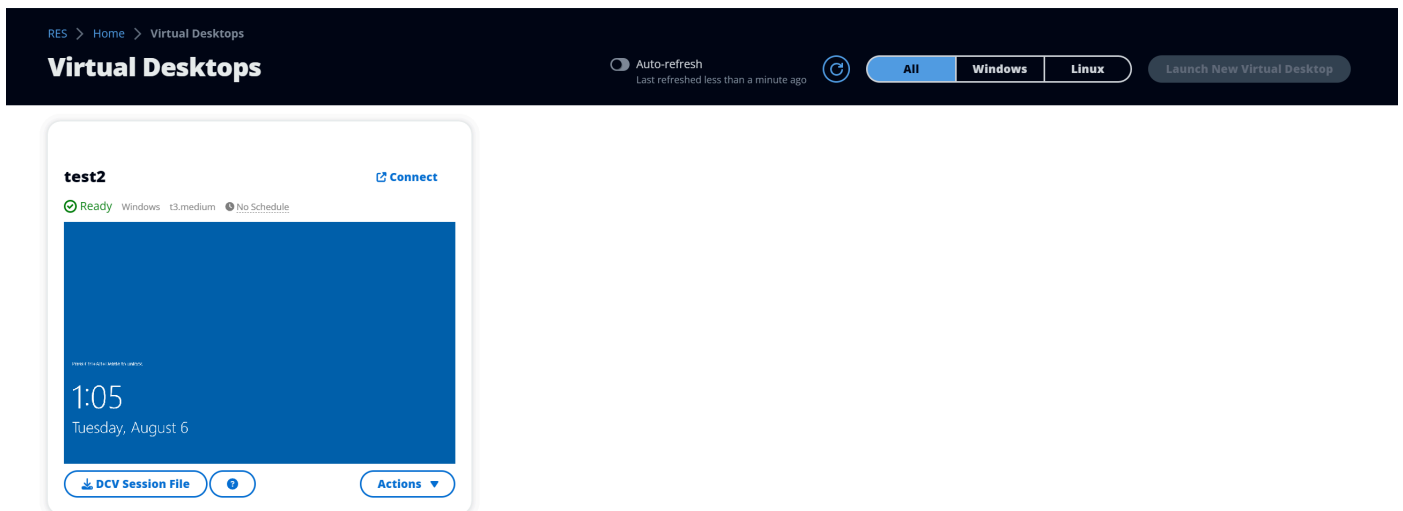 RES > Home > Virtual Desktops
Virtual Desktops
Auto-refresh
Last refreshed less than a minute ago
All
Windows
Linux
Launch New Virtual Desktop
test2
Connect
Ready Windows t3.medium No Schedule
1:05
Tuesday, August 6
DCV Session File
?
Actions